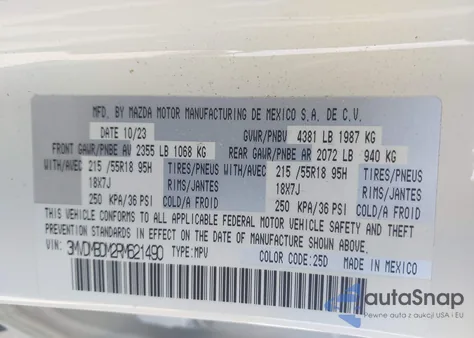 MFD. BY MAZDA MOTOR MANUFACTURING DE MEXICO S.A. DE C.V.
DATE 10/23 GVWR/PNBV 4381 LB 1987 KG
FRONT GAWR/PNBE AV 2355 LB 1068 KG REAR GAWR/PNBE AR 2072 LB 940 KG
WITH/AVEC 215 /55R18 95H TIRES/PNEUS WITH/AVEC 215 /55R18 95H TIRES/PNEUS
18X7J RIMS/JANTES 18X7J RIMS/JANTES
250 KPA/36 PSI COLD/A FROID 250 KPA/36 PSI COLD/A FROID
THIS VEHICLE CONFORMS TO ALL APPLICABLE FEDERAL MOTOR VEHICLE SAFETY AND THEFT
PREVENTION STANDARDS IN EFFECT ON THE DATE OF MANUFACTURE SHOWN ABOVE.
VIN: TYPE: MPV COLOR CODE: 25D MADE IN MEXICO
autoSnap
Pewne auta z aukcji USA i EU